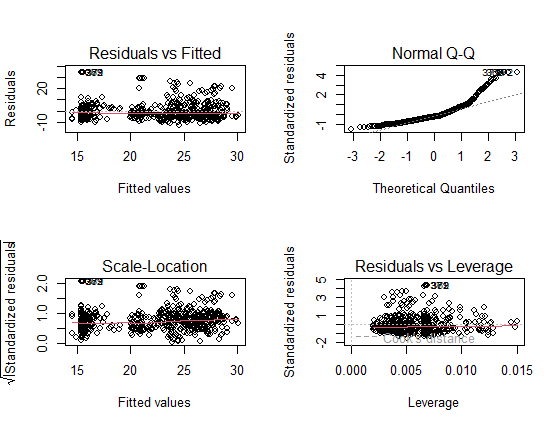 Residuals vs Fitted
Residuals
-10
20
15
20
25
30
Fitted values
Normal Q-Q
Standardized residuals
-1
2
4
-3
-2
-1
0
1
2
3
Theoretical Quantiles
Scale-Location
√|Standardized residuals|
0.0
1.0
2.0
15
20
25
30
Fitted values
Residuals vs Leverage
Standardized residuals
-2
1
3
5
Cook's distance
0.000
0.005
0.010
0.015
Leverage